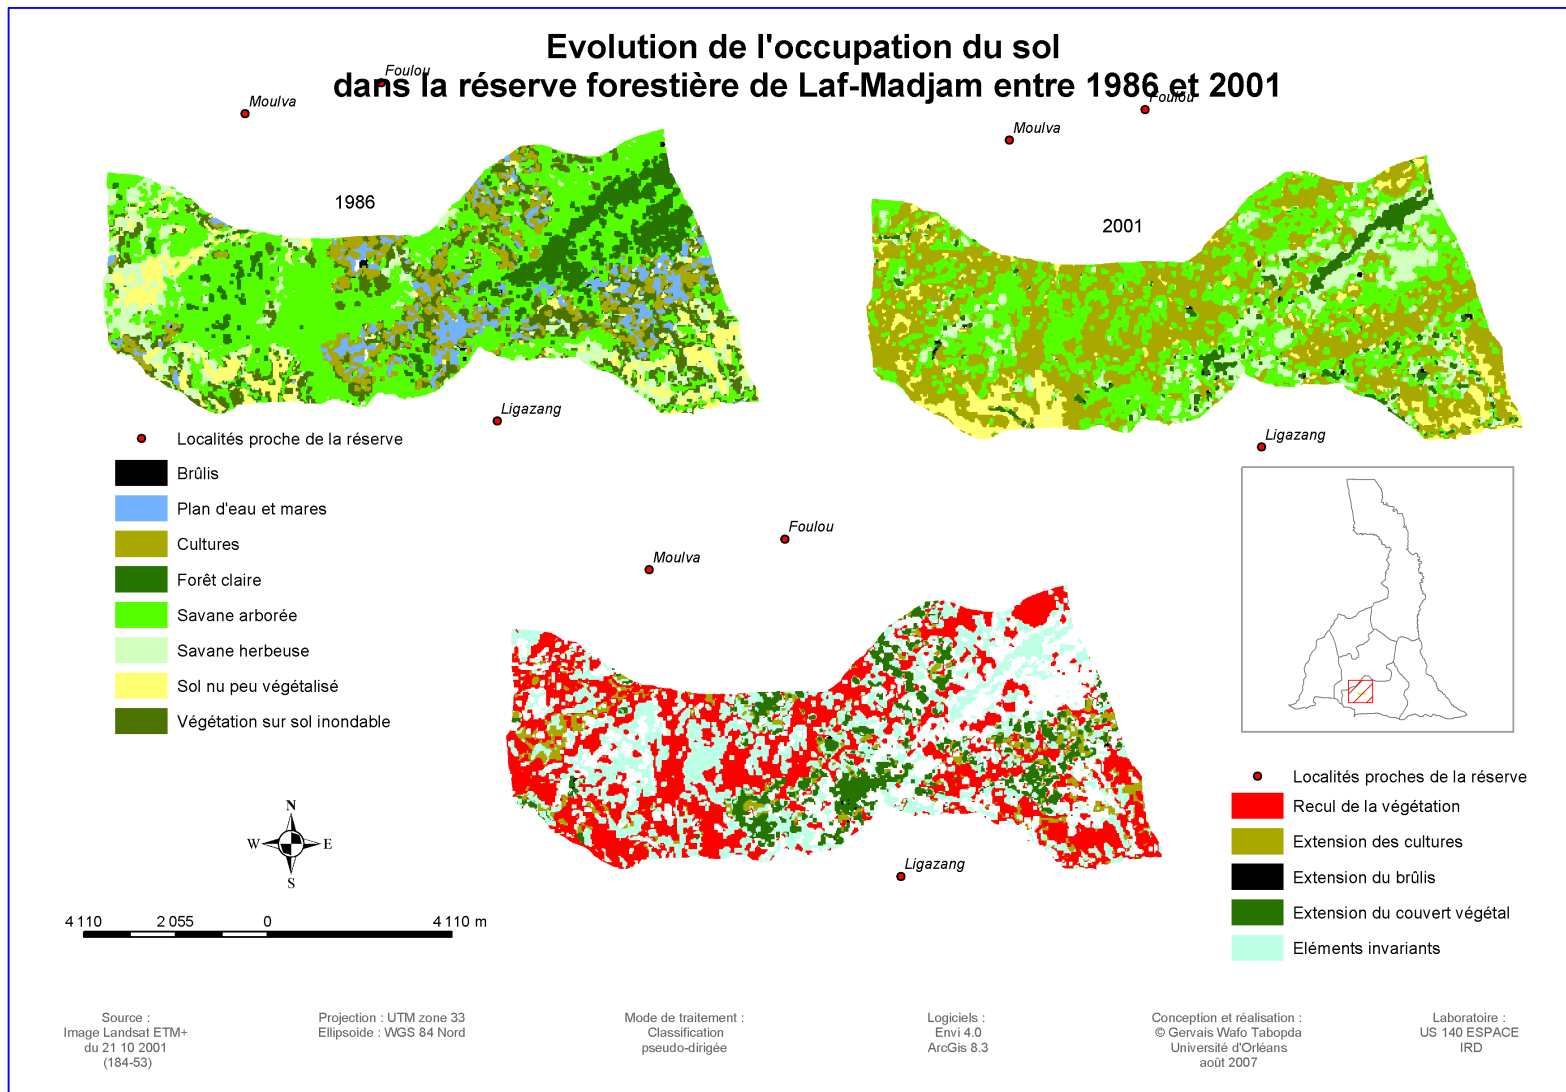 Evolution de l'occupation du sol
dans la réserve forestière de Laf-Madjam entre 1986 et 2001
Foulou
Moulva
1986
Ligazang
Foulou
Moulva
2001
Ligazang
Localités proche de la réserve
Brûlis
Plan d'eau et mares
Cultures
Forêt claire
Savane arborée
Savane herbeuse
Sol nu peu végétalisé
Végétation sur sol inondable
Foulou
Moulva
Ligazang
N
W E
S
4 110 2 055 0 4 110 m
Localités proches de la réserve
Recul de la végétation
Extension des cultures
Extension du brûlis
Extension du couvert végétal
Eléments invariants
Source :
Image Landsat ETM+
du 21 10 2001
(184-53)
Projection : UTM zone 33
Ellipsoide : WGS 84 Nord
Mode de traitement :
Classification
pseudo-dirigée
Logiciels :
Envi 4.0
ArcGis 8.3
Conception et réalisation :
© Gervais Wafo Tabopda
Université d'Orléans
août 2007
Laboratoire :
US 140 ESPACE
IRD